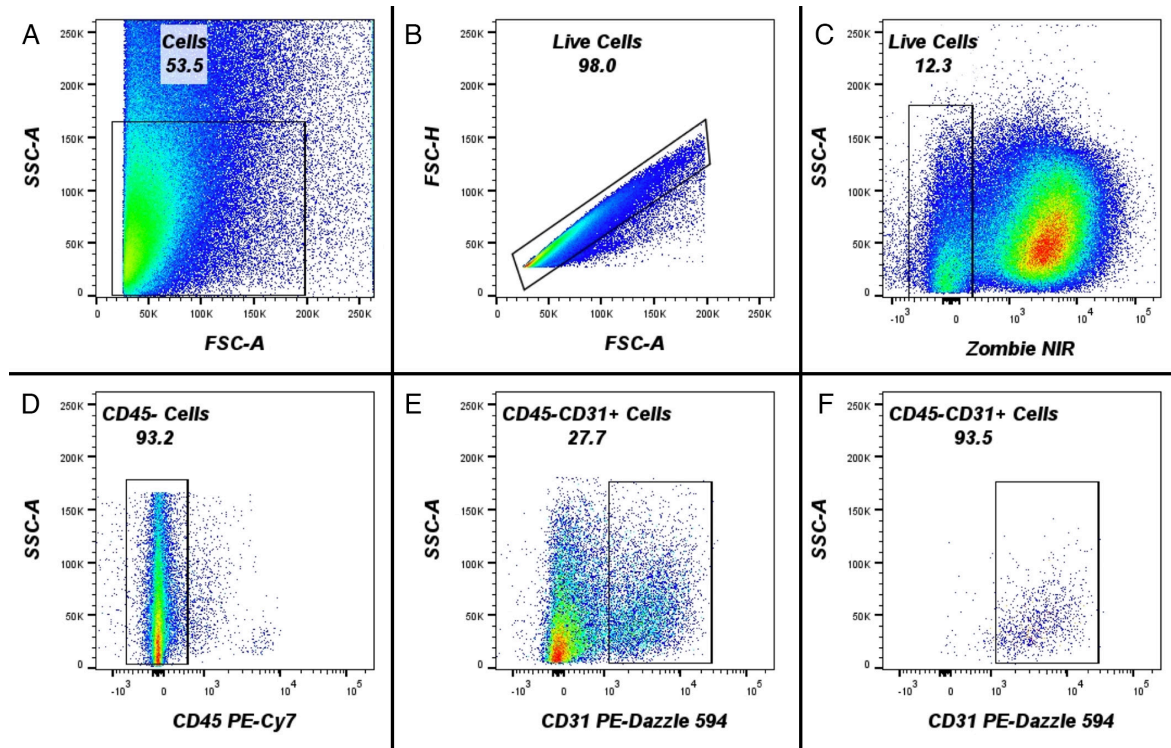 A
Cells
53.5
250K
200K
150K
100K
50K
0
SSC-A
0
50K
100K
150K
200K
250K
FSC-A
B
Live Cells
98.0
250K
200K
150K
100K
50K
0
FSC-H
0
50K
100K
150K
200K
250K
FSC-A
C
Live Cells
12.3
250K
200K
150K
100K
50K
0
SSC-A
-10³
0
10³
10⁴
10⁵
Zombie NIR
D
CD45- Cells
93.2
250K
200K
150K
100K
50K
0
SSC-A
-10³
0
10³
10⁴
10⁵
CD45 PE-Cy7
E
CD45-CD31+ Cells
27.7
250K
200K
150K
100K
50K
0
SSC-A
-10³
0
10³
10⁴
10⁵
CD31 PE-Dazzle 594
F
CD45-CD31+ Cells
93.5
250K
200K
150K
100K
50K
0
SSC-A
-10³
0
10³
10⁴
10⁵
CD31 PE-Dazzle 594